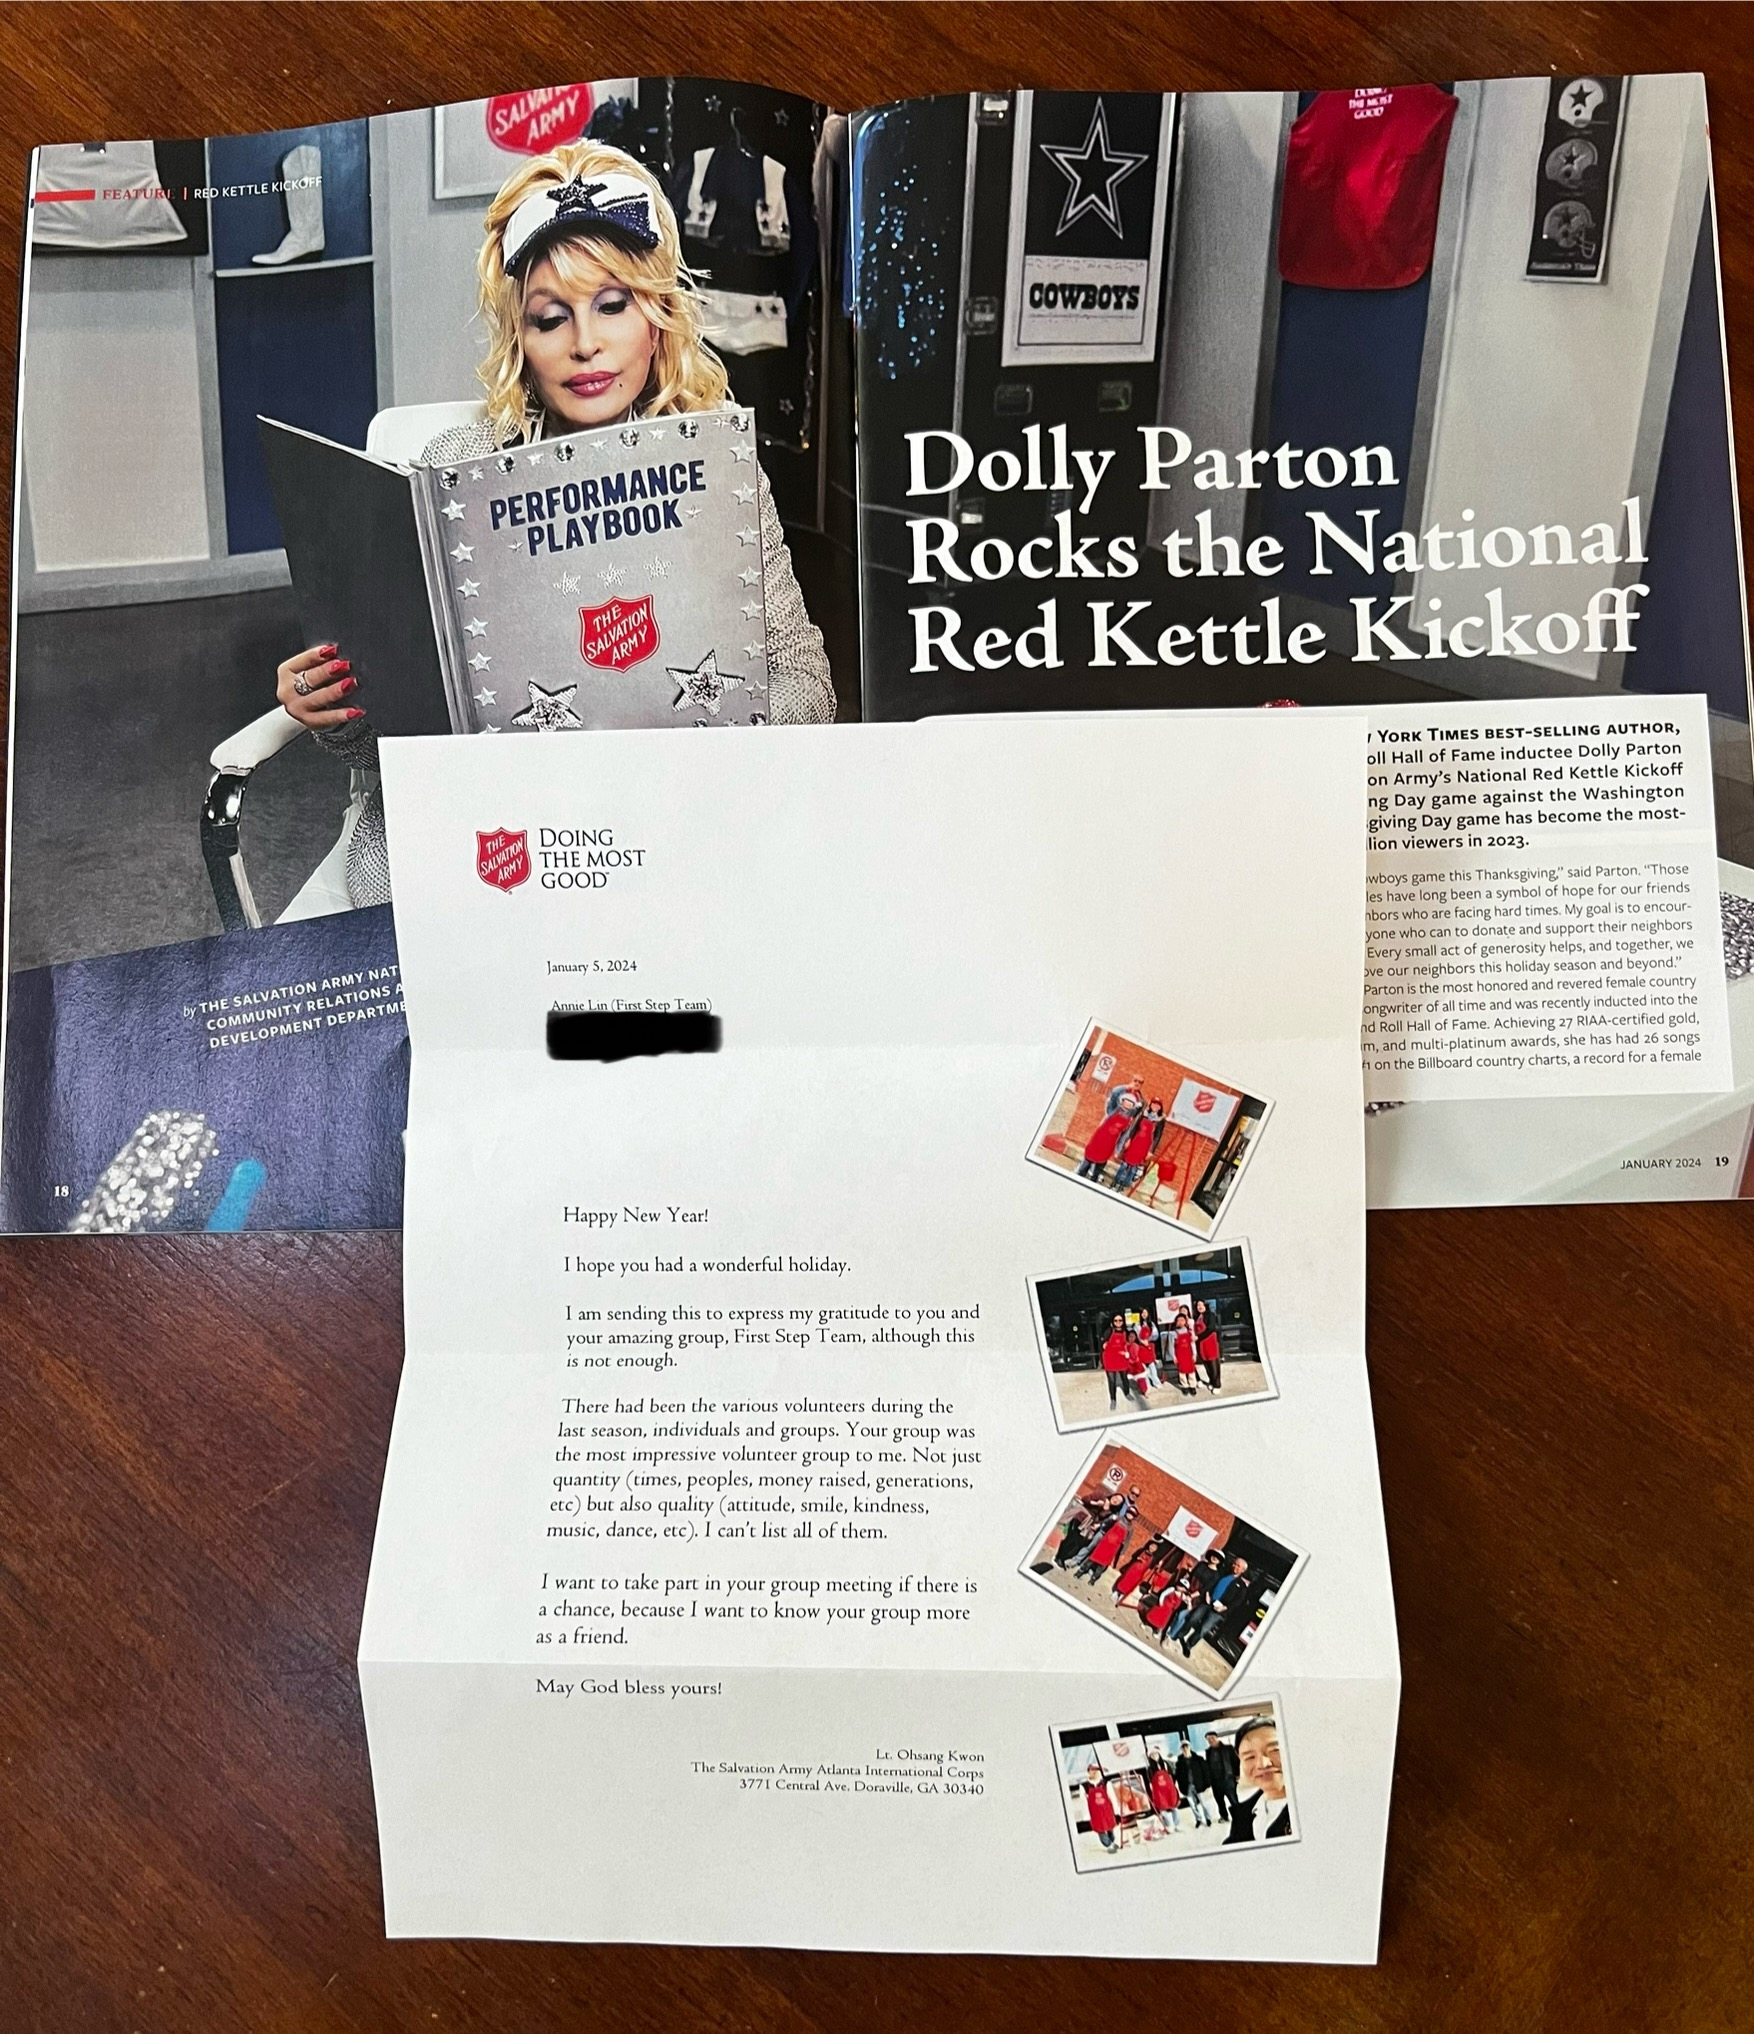 FEATURE | RED KETTLE KICKOFF
SALVATION
ARMY
COWBOYS
DOING
THE MOST
GOOD
PERFORMANCE
PLAYBOOK
THE
SALVATION
ARMY
Dolly Parton
Rocks the National
Red Kettle Kickoff
YORK TIMES BEST-SELLING AUTHOR,
oll Hall of Fame inductee Dolly Parton
on Army's National Red Kettle Kickoff
ng Day game against the Washington
giving Day game has become the most-
lion viewers in 2023.
wboys game this Thanksgiving," said Parton. "Those
les have long been a symbol of hope for our friends
hbors who are facing hard times. My goal is to encour-
yone who can to donate and support their neighbors
Every small act of generosity helps, and together, we
ove our neighbors this holiday season and beyond."
Parton is the most honored and revered female country
ongwriter of all time and was recently inducted into the
nd Roll Hall of Fame. Achieving 27 RIAA-certified gold,
m, and multi-platinum awards, she has had 26 songs
#1 on the Billboard country charts, a record for a female
by THE SALVATION ARMY NAT
COMMUNITY RELATIONS A
DEVELOPMENT DEPARTME
18
JANUARY 2024 19
THE
SALVATION
ARMY
DOING
THE MOST
GOOD
January 5, 2024
Annie Lin (First Step Team)
Happy New Year!
I hope you had a wonderful holiday.
I am sending this to express my gratitude to you and
your amazing group, First Step Team, although this
is not enough.
There had been the various volunteers during the
last season, individuals and groups. Your group was
the most impressive volunteer group to me. Not just
quantity (times, peoples, money raised, generations,
etc) but also quality (attitude, smile, kindness,
music, dance, etc). I can't list all of them.
I want to take part in your group meeting if there is
a chance, because I want to know your group more
as a friend.
May God bless yours!
Lt. Ohsang Kwon
The Salvation Army Atlanta International Corps
3771 Central Ave. Doraville, GA 30340